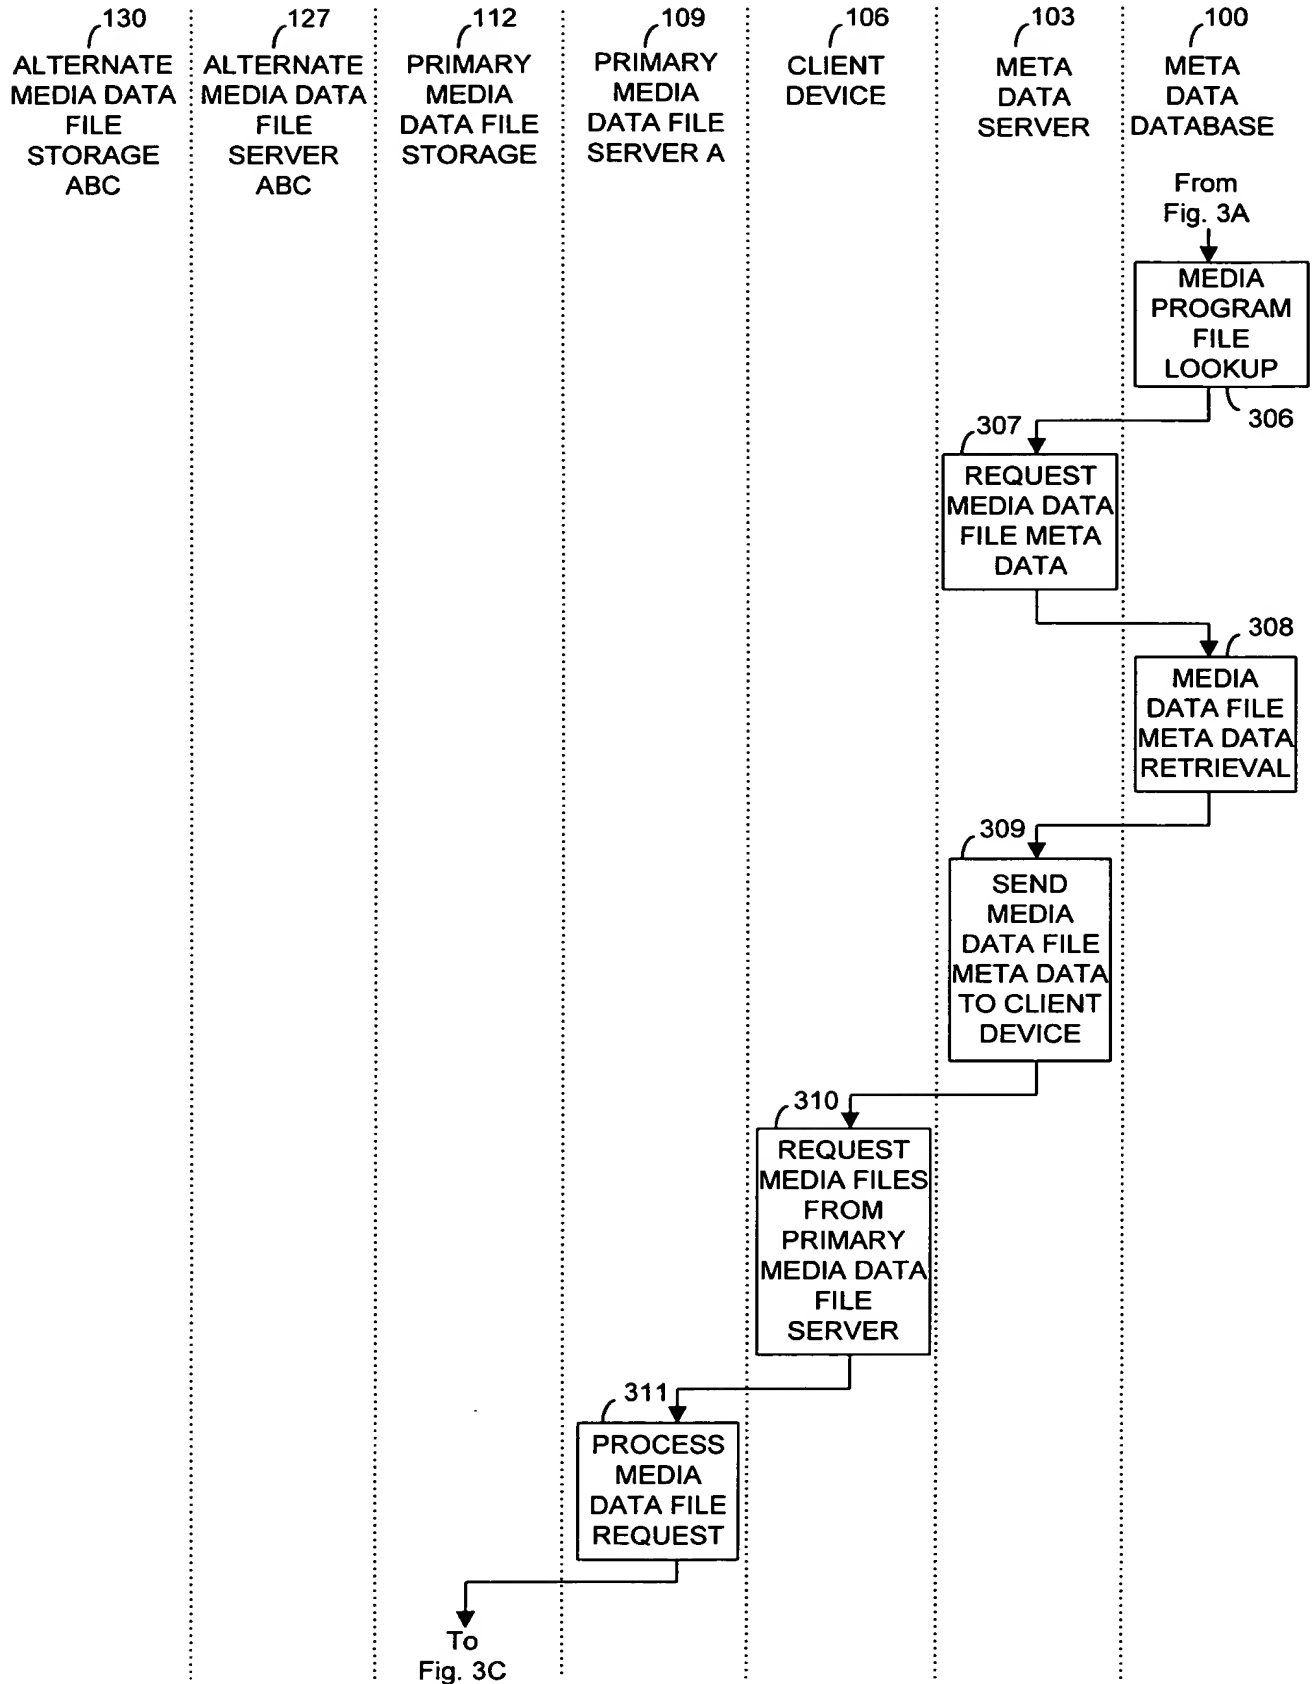 130
ALTERNATE
MEDIA DATA
FILE
STORAGE
ABC
127
ALTERNATE
MEDIA DATA
FILE
SERVER
ABC
112
PRIMARY
MEDIA
DATA FILE
STORAGE
109
PRIMARY
MEDIA
DATA FILE
SERVER A
106
CLIENT
DEVICE
103
META
DATA
SERVER
100
META
DATA
DATABASE
From
Fig. 3A
MEDIA
PROGRAM
FILE
LOOKUP
306
307
REQUEST
MEDIA DATA
FILE META
DATA
308
MEDIA
DATA FILE
META DATA
RETRIEVAL
309
SEND
MEDIA
DATA FILE
META DATA
TO CLIENT
DEVICE
310
REQUEST
MEDIA FILES
FROM
PRIMARY
MEDIA DATA
FILE
SERVER
311
PROCESS
MEDIA
DATA FILE
REQUEST
To
Fig. 3C